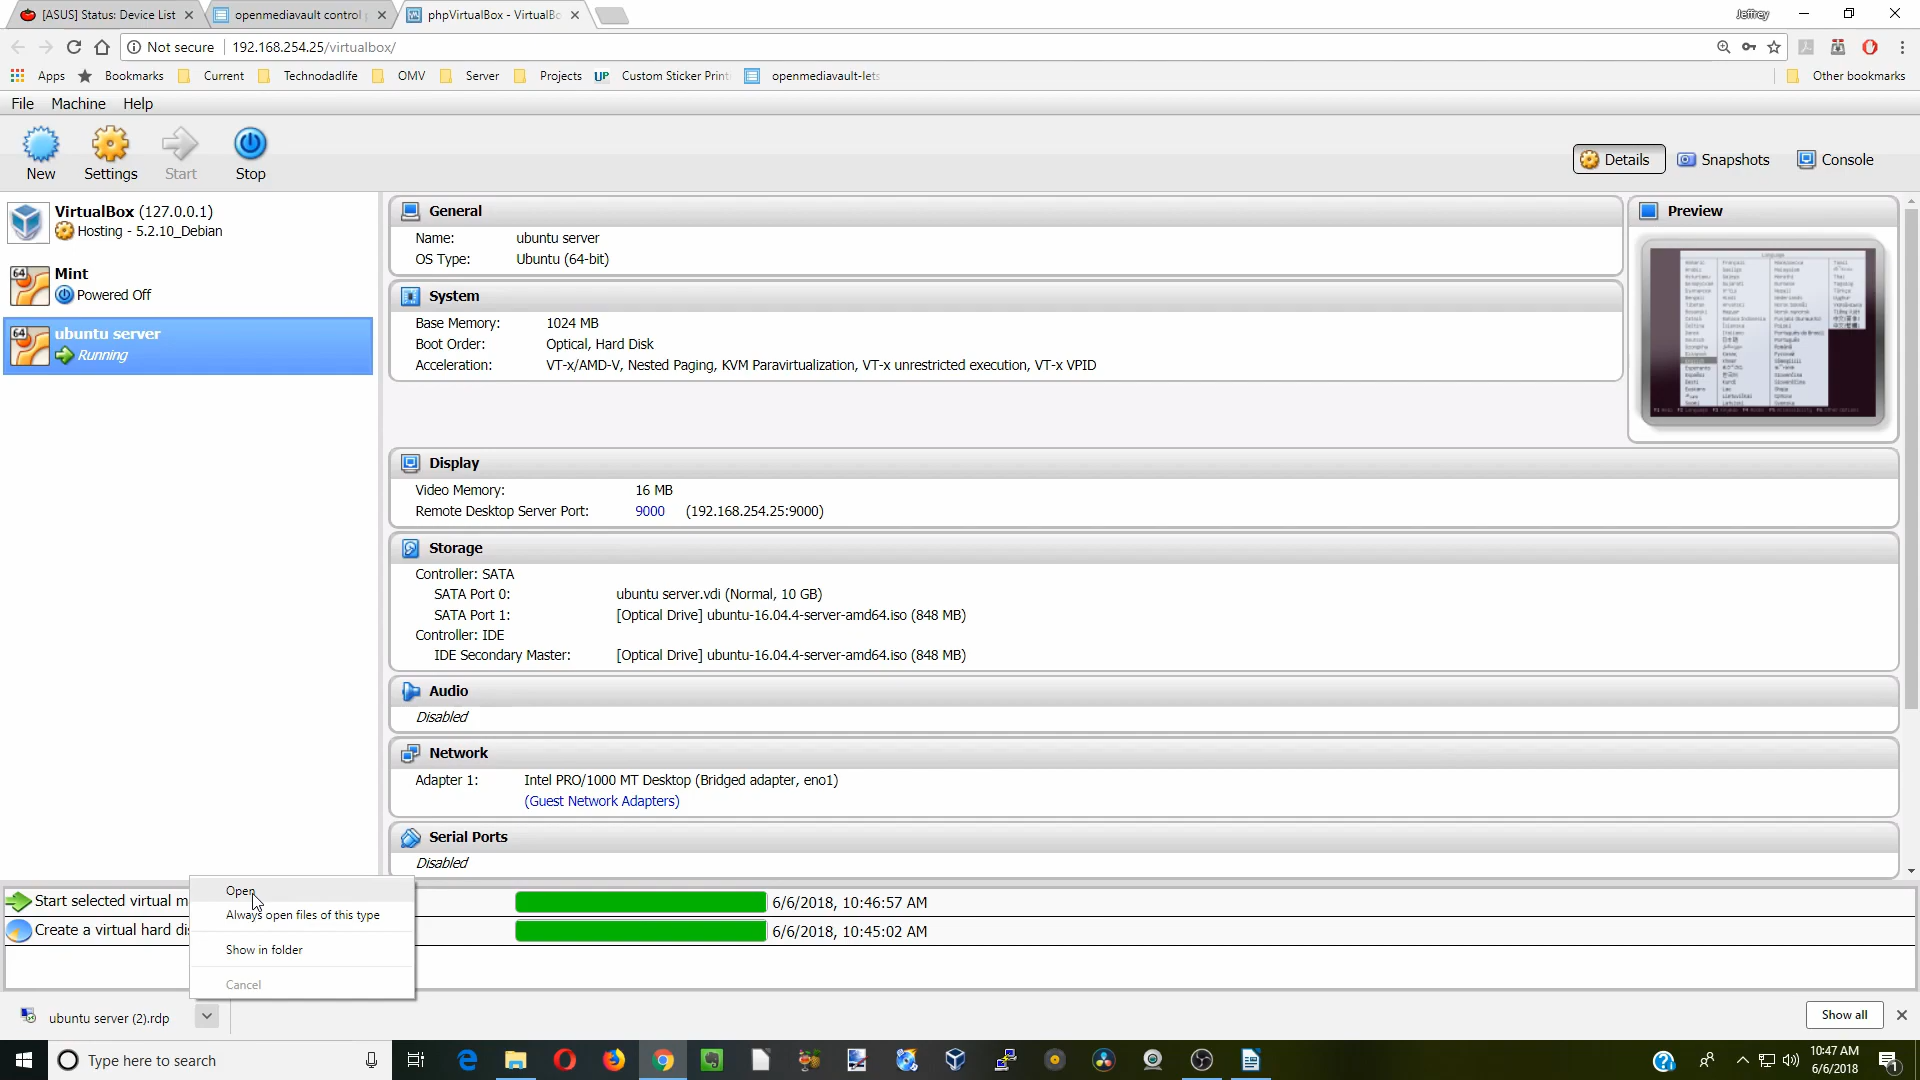 [ASUS] Status: Device List
openmediavault control
phpVirtualBox - VirtualBo
Jeffrey
Not secure
192.168.254.25/virtualbox/
Apps
Bookmarks
Current
Technodadlife
OMV
Server
Projects
UP
Custom Sticker Print
openmediavault-lets
Other bookmarks
File
Machine
Help
New
Settings
Start
Stop
Details
Snapshots
Console
VirtualBox (127.0.0.1)
Hosting - 5.2.10_Debian
64
Mint
Powered Off
64
ubuntu server
Running
General
Name: ubuntu server
OS Type: Ubuntu (64-bit)
System
Base Memory: 1024 MB
Boot Order: Optical, Hard Disk
Acceleration: VT-x/AMD-V, Nested Paging, KVM Paravirtualization, VT-x unrestricted execution, VT-x VPID
Preview
Display
Video Memory: 16 MB
Remote Desktop Server Port: 9000 (192.168.254.25:9000)
Storage
Controller: SATA
SATA Port 0: ubuntu server.vdi (Normal, 10 GB)
SATA Port 1: [Optical Drive] ubuntu-16.04.4-server-amd64.iso (848 MB)
Controller: IDE
IDE Secondary Master: [Optical Drive] ubuntu-16.04.4-server-amd64.iso (848 MB)
Audio
Disabled
Network
Adapter 1: Intel PRO/1000 MT Desktop (Bridged adapter, eno1)
(Guest Network Adapters)
Serial Ports
Disabled
Start selected virtual m
6/6/2018, 10:46:57 AM
Create a virtual hard di
6/6/2018, 10:45:02 AM
Open
Always open files of this type
Show in folder
Cancel
ubuntu server (2).rdp
Show all
Type here to search
10:47 AM
6/6/2018
1